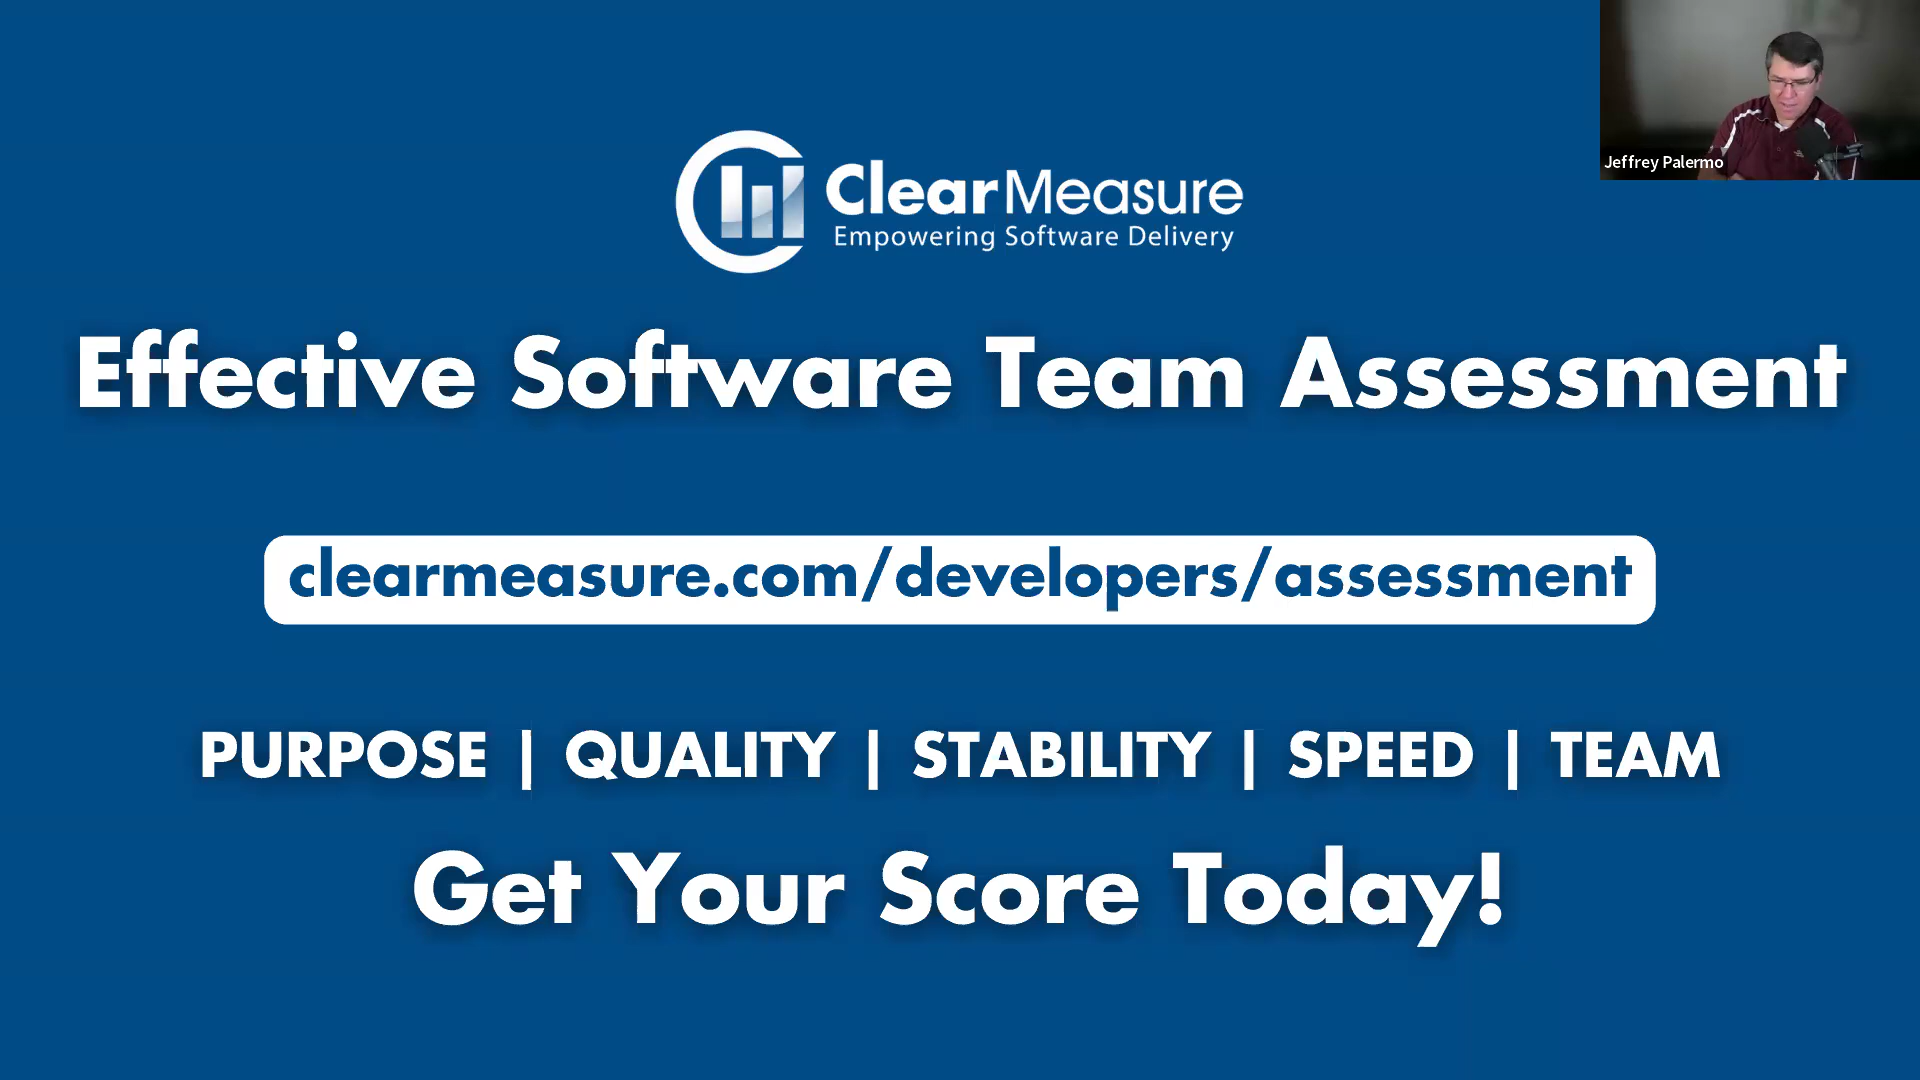 Jeffrey Palermo
ClearMeasure
Empowering Software Delivery
Effective Software Team Assessment
clearmeasure.com/developers/assessment
PURPOSE | QUALITY | STABILITY | SPEED | TEAM
Get Your Score Today!